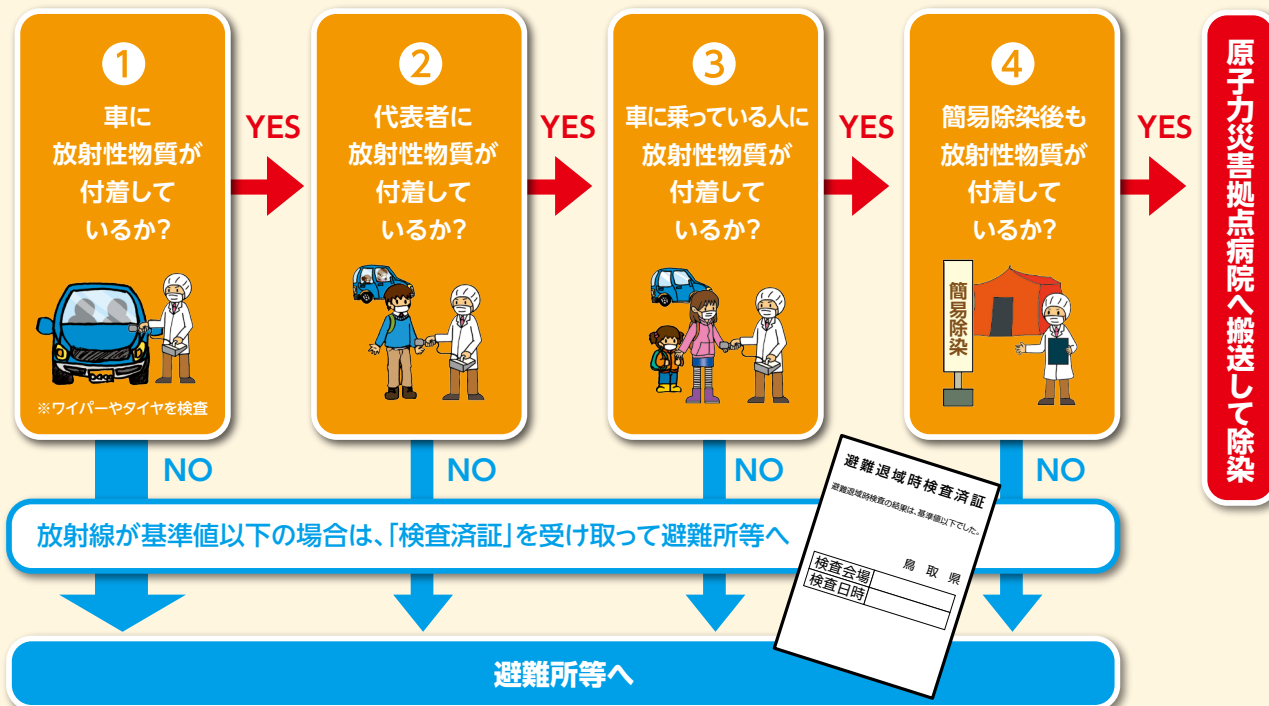 1
車に
放射性物質が
付着して
いるか?
※ワイパーやタイヤを検査
YES
2
代表者に
放射性物質が
付着して
いるか?
YES
3
車に乗っている人に
放射性物質が
付着して
いるか?
YES
4
簡易除染後も
放射性物質が
付着して
いるか?
簡易除染
YES
原子力災害拠点病院へ搬送して除染
NO
NO
NO
NO
放射線が基準値以下の場合は、「検査済証」を受け取って避難所等へ
避難退域時検査済証
避難退域時検査の結果は、基準値以下でした。
鳥取県
検査会場
検査日時
避難所等へ